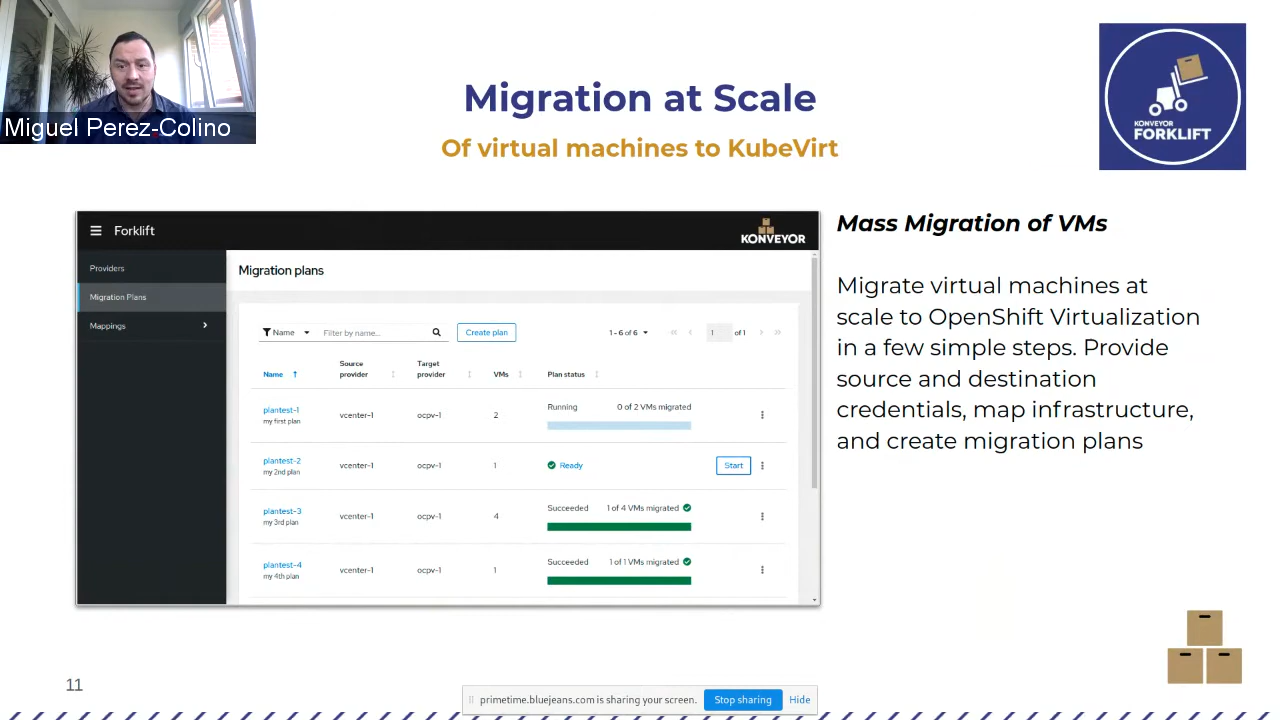 Miguel Perez-Colino
Migration at Scale
Of virtual machines to KubeVirt
KONVEYOR
FORKLIFT
Forklift
KONVEYOR
Providers
Migration Plans
Mappings
Migration plans
Name
Filter by name...
Create plan
1 - 6 of 6
1
of 1
Name
Source provider
Target provider
VMs
Plan status
plantest-1
my first plan
vcenter-1
ocpv-1
2
Running
0 of 2 VMs migrated
plantest-2
my 2nd plan
vcenter-1
ocpv-1
1
Ready
Start
plantest-3
my 3rd plan
vcenter-1
ocpv-1
4
Succeeded
1 of 4 VMs migrated
plantest-4
my 4th plan
vcenter-1
ocpv-1
1
Succeeded
1 of 1 VMs migrated
Mass Migration of VMs
Migrate virtual machines at
scale to OpenShift Virtualization
in a few simple steps. Provide
source and destination
credentials, map infrastructure,
and create migration plans
11
primetime.bluejeans.com is sharing your screen.
Stop sharing
Hide